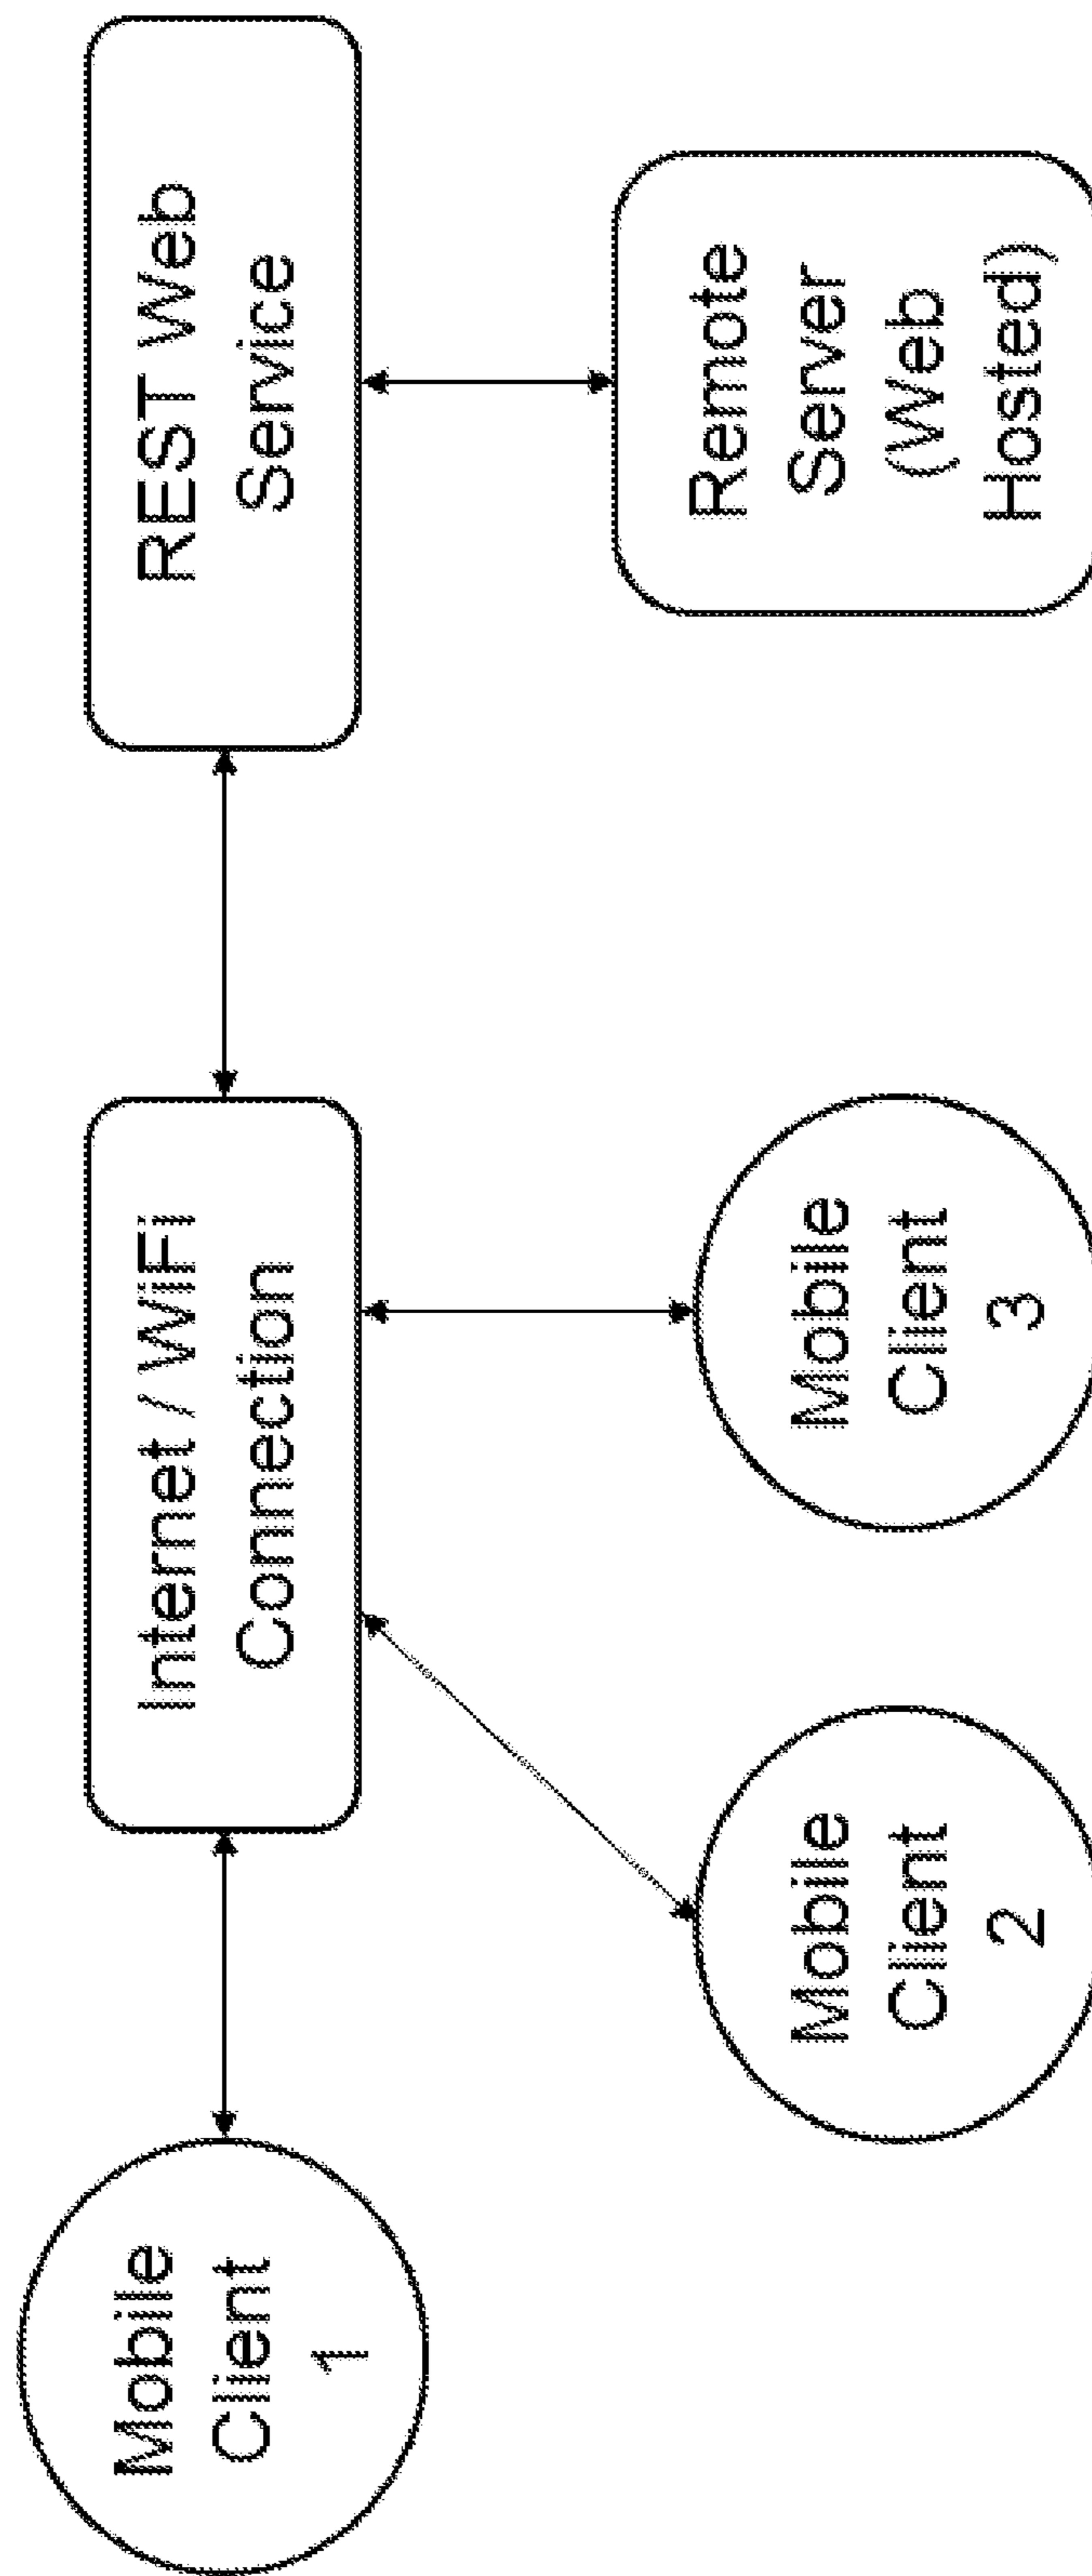 Mobile
Client
1
Internet / WiFi
Connection
REST Web
Service
Mobile
Client
2
Mobile
Client
3
Remote
Server
(Web
Hosted)